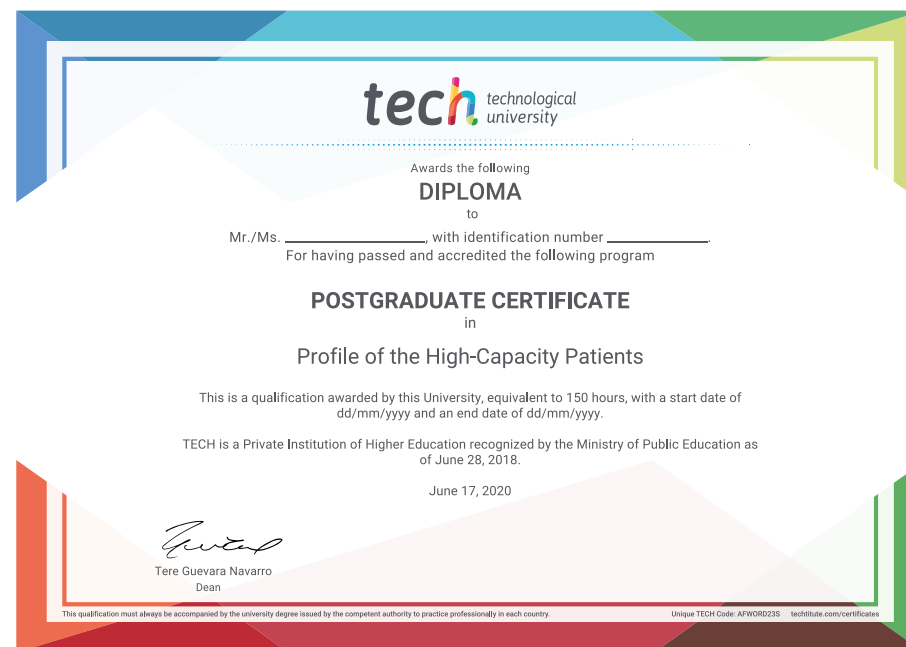 tech technological
university
Awards the following
DIPLOMA
to
Mr./Ms. ____________________, with identification number ______________.
For having passed and accredited the following program
POSTGRADUATE CERTIFICATE
in
Profile of the High-Capacity Patients
This is a qualification awarded by this University, equivalent to 150 hours, with a start date of
dd/mm/yyyy and an end date of dd/mm/yyyy.
TECH is a Private Institution of Higher Education recognized by the Ministry of Public Education as
of June 28, 2018.
June 17, 2020
Tere Guevara Navarro
Dean
This qualification must always be accompanied by the university degree issued by the competent authority to practice professionally in each country. Unique TECH Code: AFWORD23S techtitute.com/certificates